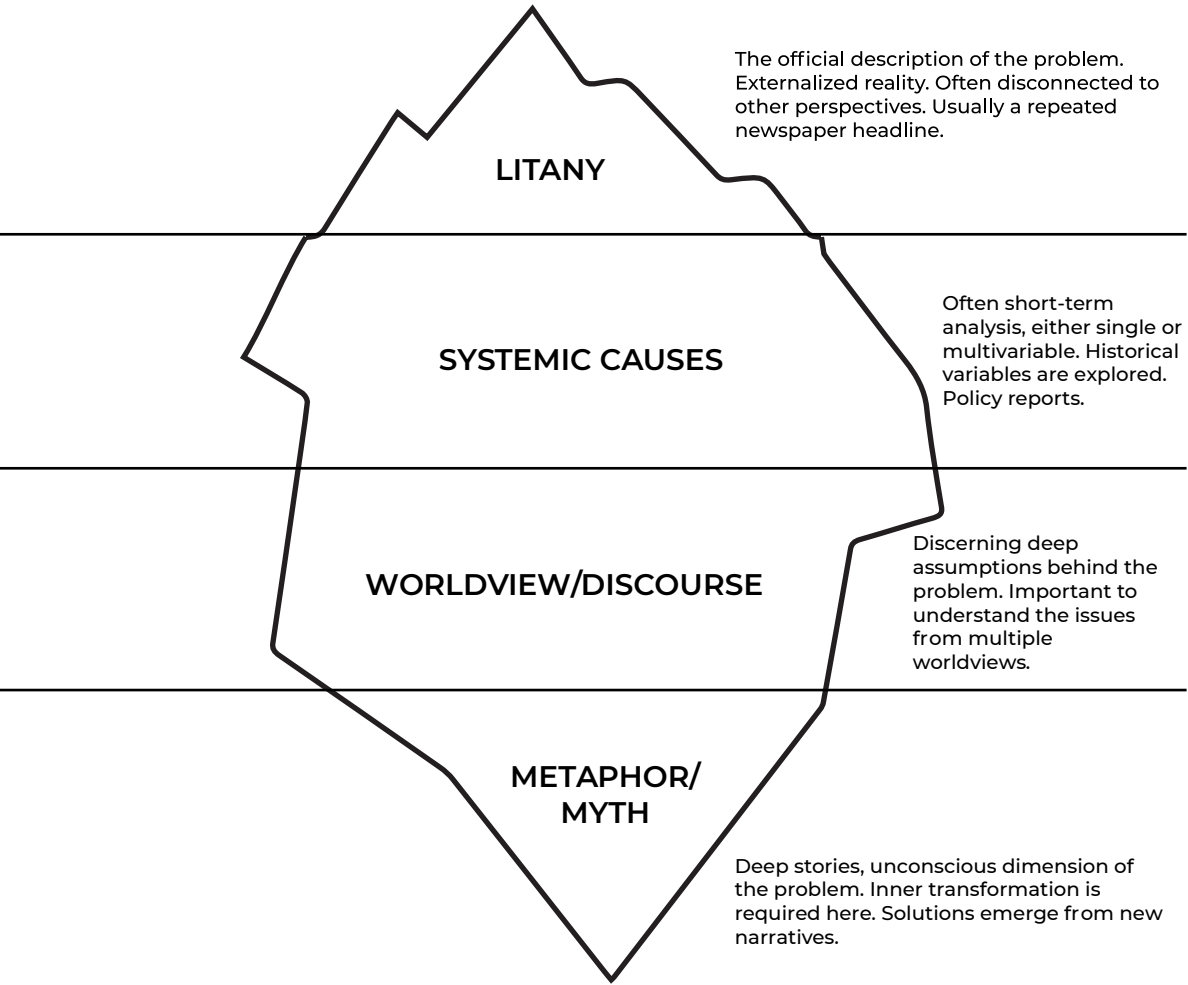 The official description of the problem.
Externalized reality. Often disconnected to
other perspectives. Usually a repeated
newspaper headline.
LITANY
Often short-term
analysis, either single or
multivariable. Historical
variables are explored.
Policy reports.
SYSTEMIC CAUSES
Discerning deep
assumptions behind the
problem. Important to
understand the issues
from multiple
worldviews.
WORLDVIEW/DISCOURSE
METAPHOR/
MYTH
Deep stories, unconscious dimension of
the problem. Inner transformation is
required here. Solutions emerge from new
narratives.